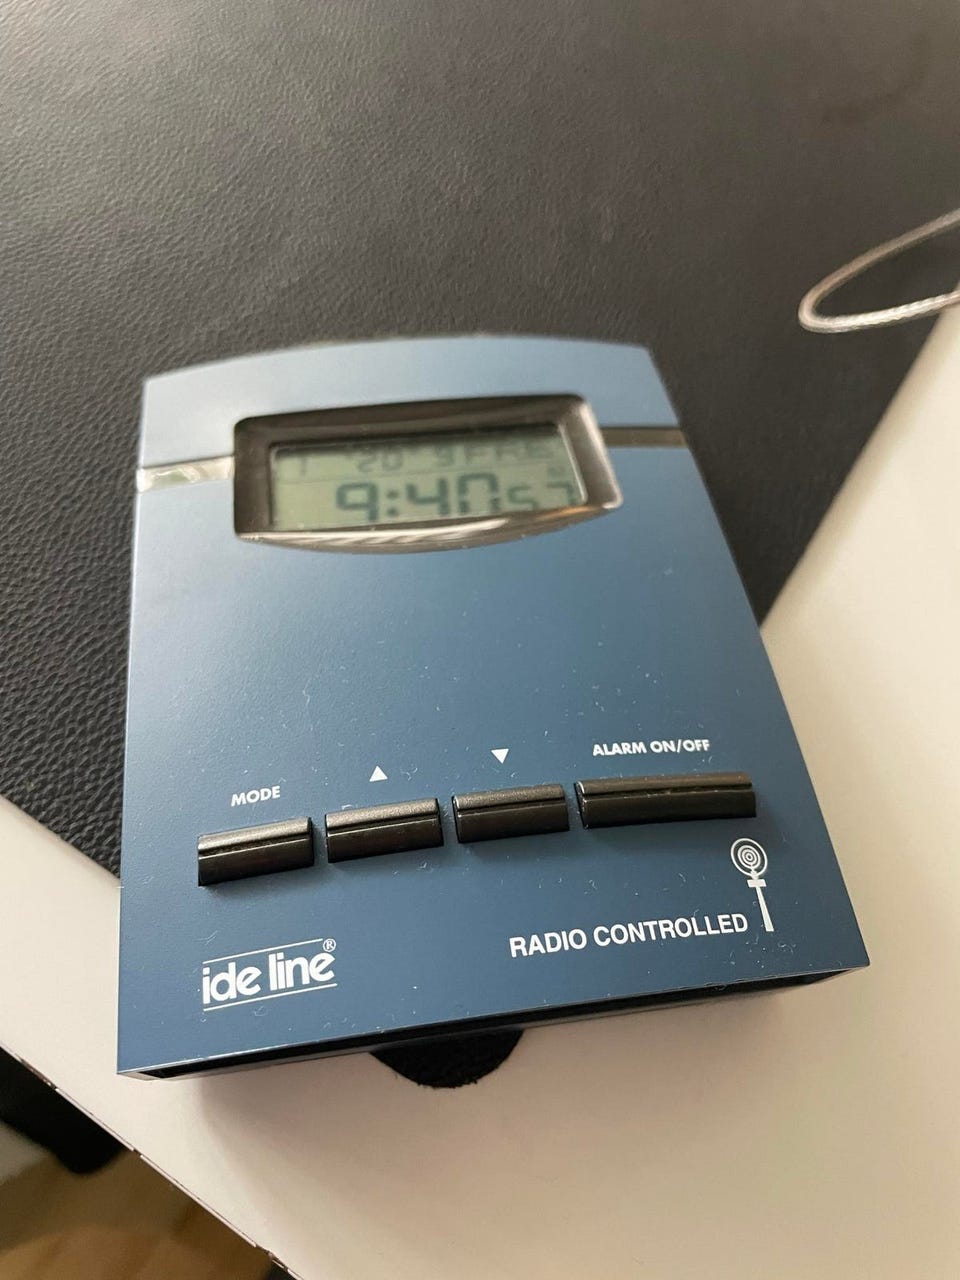 20 9 FRE
9:40 57
MODE ▲ ▼ ALARM ON/OFF
RADIO CONTROLLED
ide line®